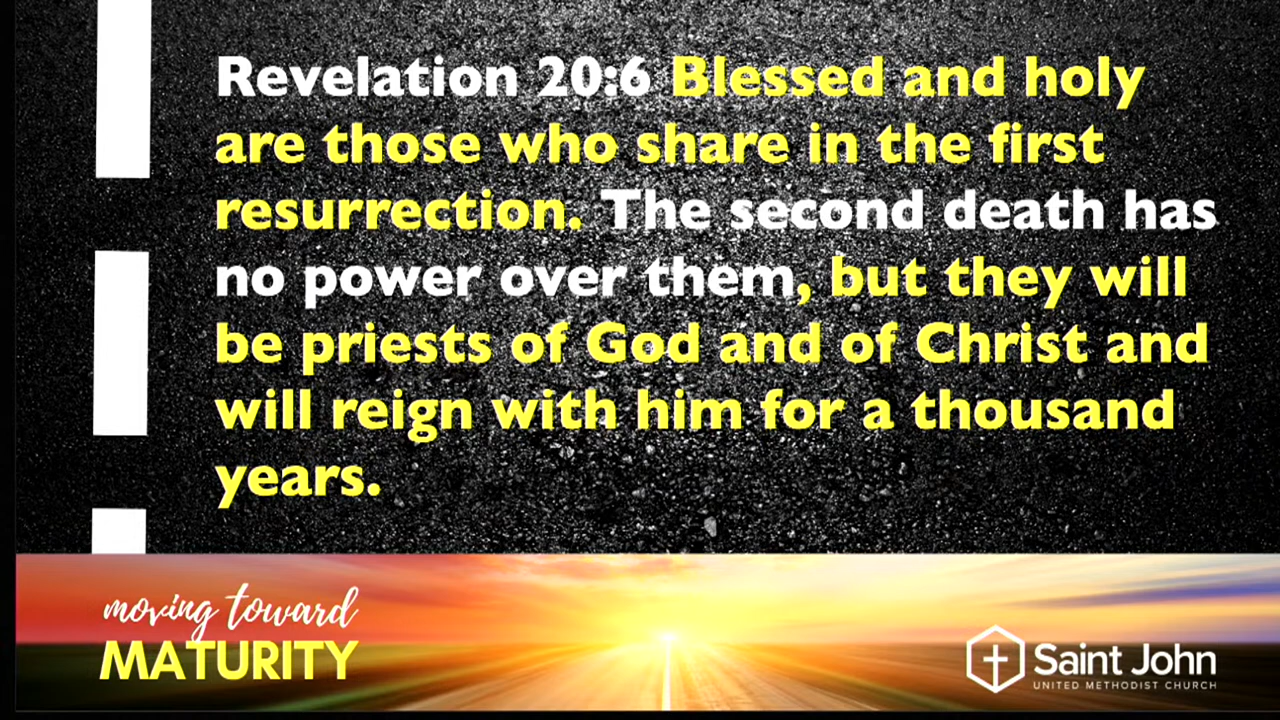 Revelation 20:6 Blessed and holy
are those who share in the first
resurrection. The second death has
no power over them, but they will
be priests of God and of Christ and
will reign with him for a thousand
years.
moving toward
MATURITY
Saint John
UNITED METHODIST CHURCH